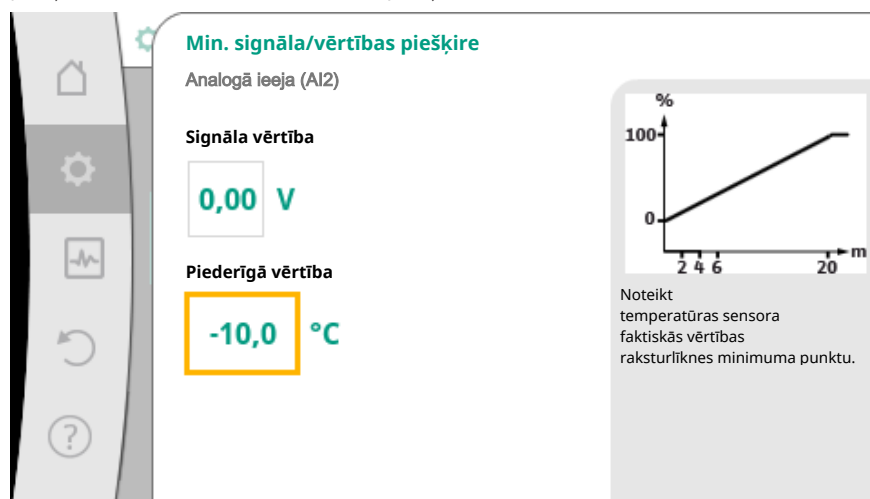 Min. signāla/vērtības piešķire
Analogā ieeja (AI2)
Signāla vērtība
0,00 V
Piederīgā vērtība
-10,0 °C
%
100
0
2 4 6 20
m
Noteikt
temperatūras sensora
faktiskās vērtības
raksturlīknes minimuma punktu.
?